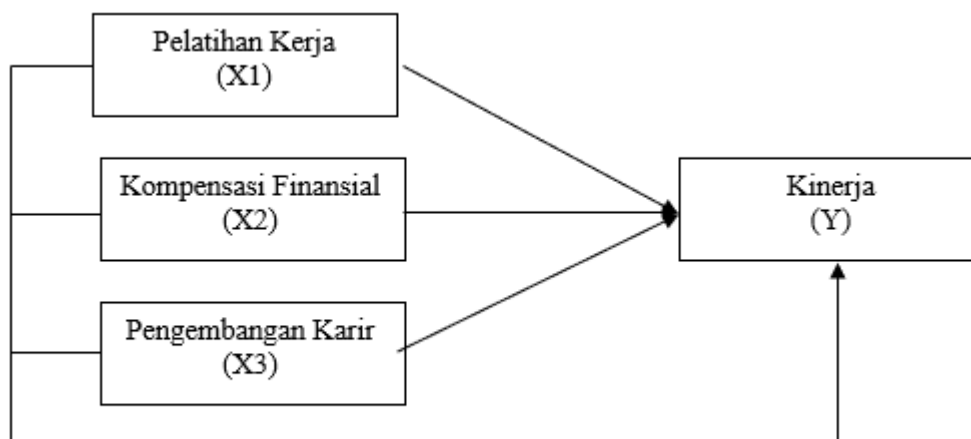 Pelatihan Kerja
(X1)
Kompensasi Finansial
(X2)
Kinerja
(Y)
Pengembangan Karir
(X3)